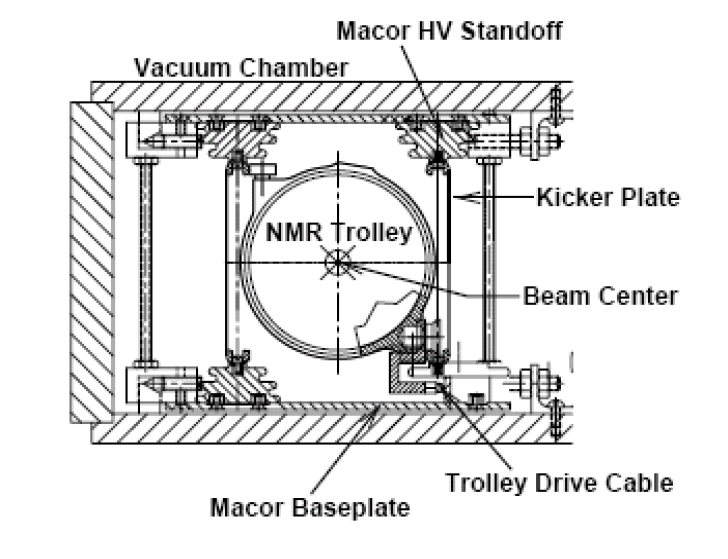 Macor HV Standoff
Vacuum Chamber
Kicker Plate
NMR Trolley
Beam Center
Trolley Drive Cable
Macor Baseplate